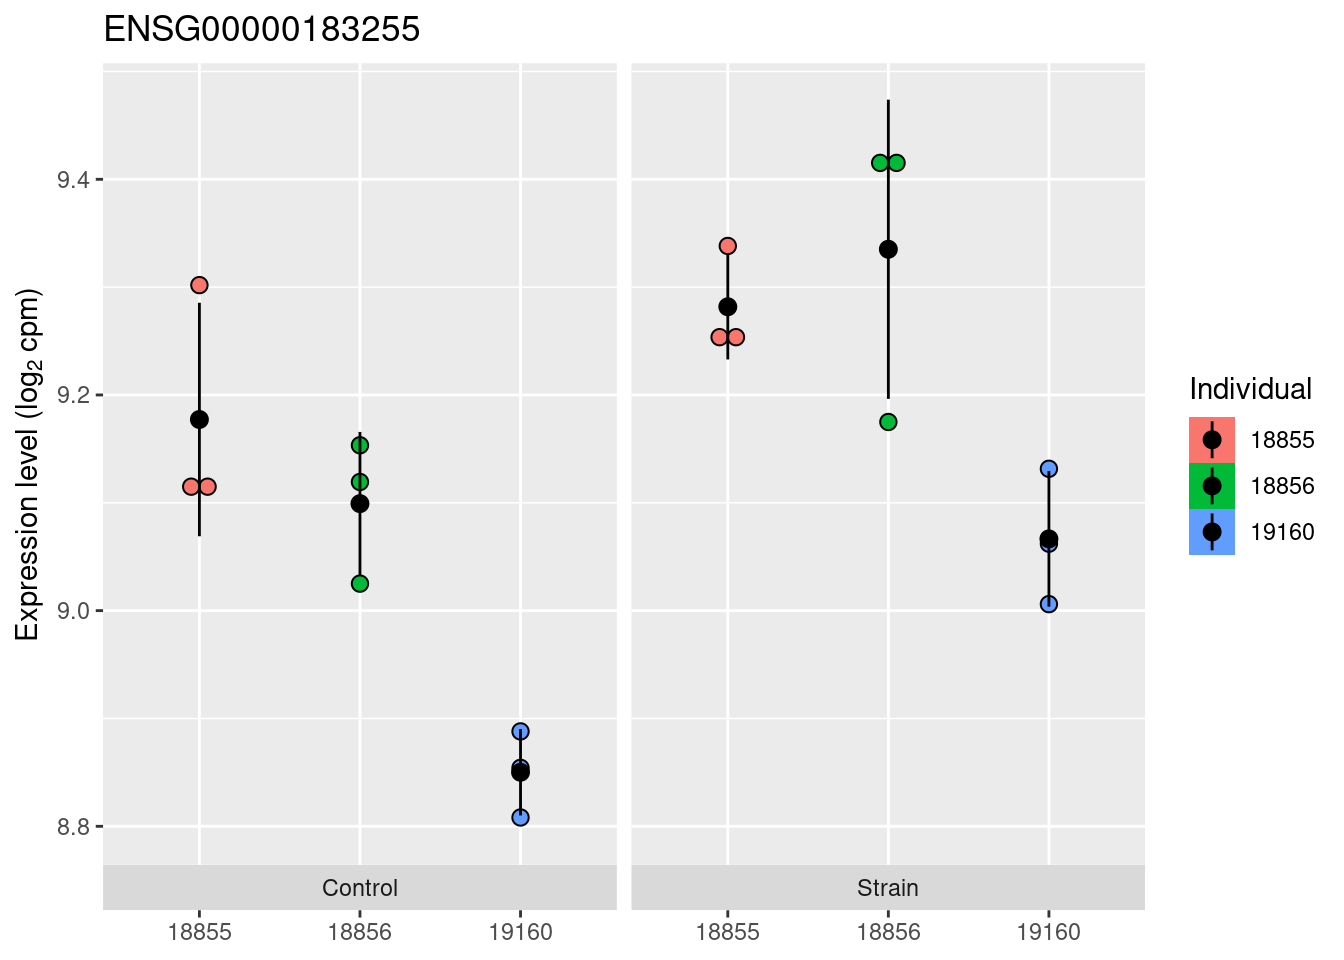 ENSG00000183255
Expression level (log₂ cpm)
9.4
9.2
9.0
8.8
Control
Strain
18855
18856
19160
18855
18856
19160
Individual
18855
18856
19160